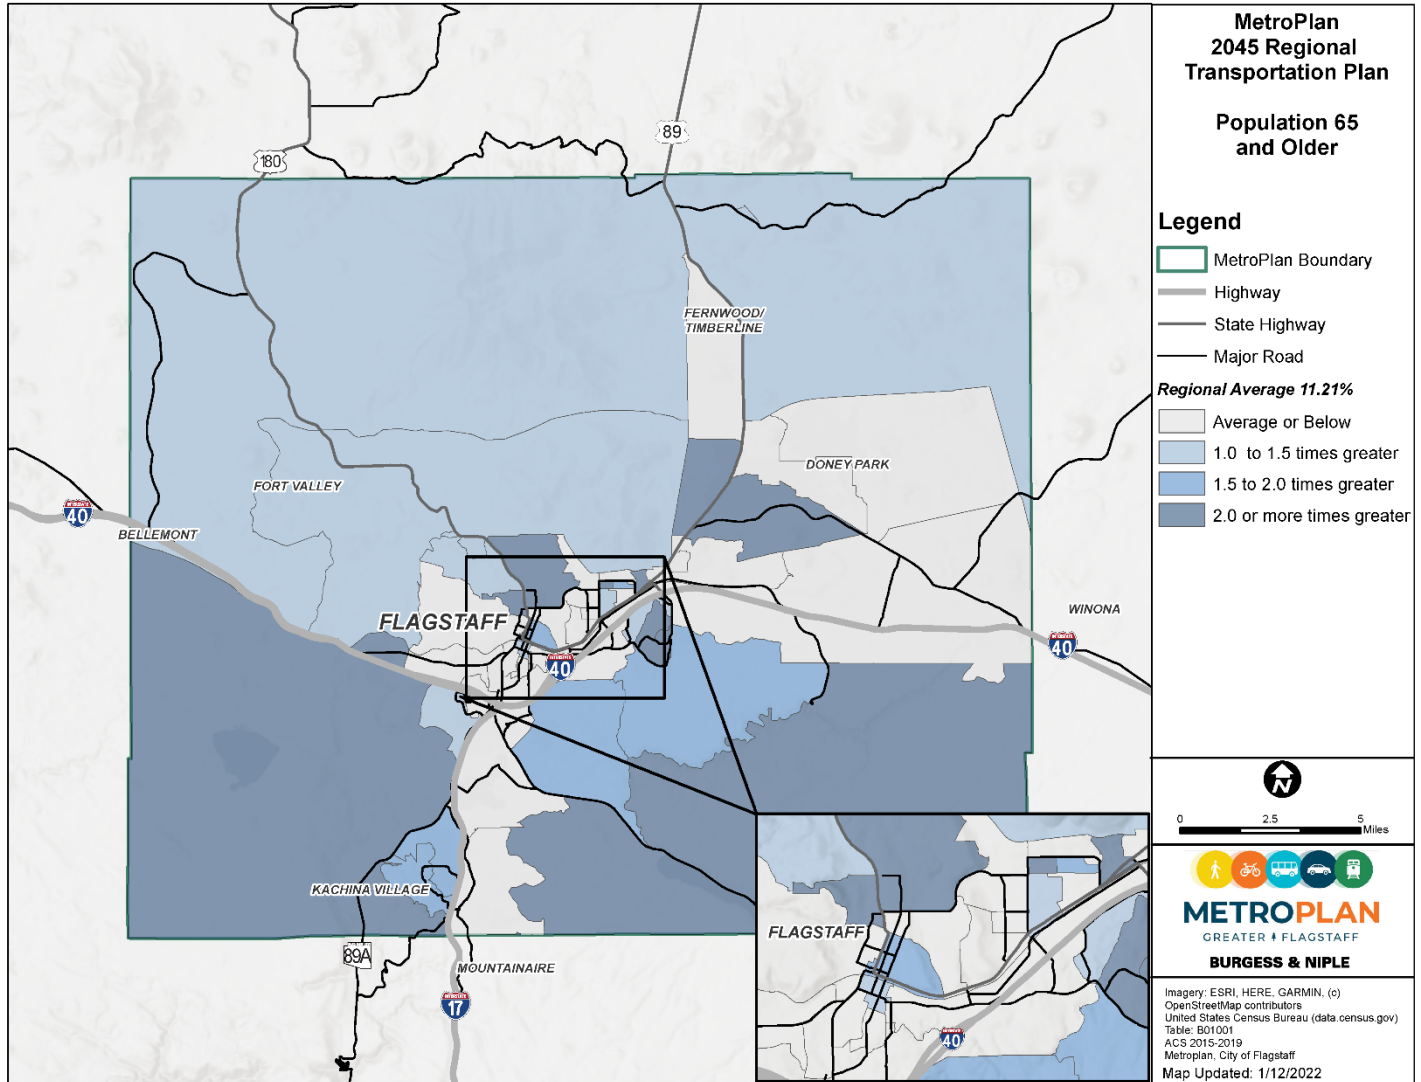 MetroPlan
2045 Regional
Transportation Plan
Population 65
and Older
Legend
MetroPlan Boundary
Highway
State Highway
Major Road
Regional Average 11.21%
Average or Below
1.0 to 1.5 times greater
1.5 to 2.0 times greater
2.0 or more times greater
N
0 2.5 5
Miles
METROPLAN
GREATER FLAGSTAFF
BURGESS & NIPLE
Imagery: ESRI, HERE, GARMIN, (c)
OpenStreetMap contributors
United States Census Bureau (data.census.gov)
Table: B01001
ACS 2015-2019
Metroplan, City of Flagstaff
Map Updated: 1/12/2022
180
89
FERNWOOD/
TIMBERLINE
DONEY PARK
FORT VALLEY
INTERSTATE
40
BELLEMONT
FLAGSTAFF
WINONA
INTERSTATE
40
INTERSTATE
40
KACHINA VILLAGE
89A
MOUNTAINAIRE
INTERSTATE
17
FLAGSTAFF
INTERSTATE
40